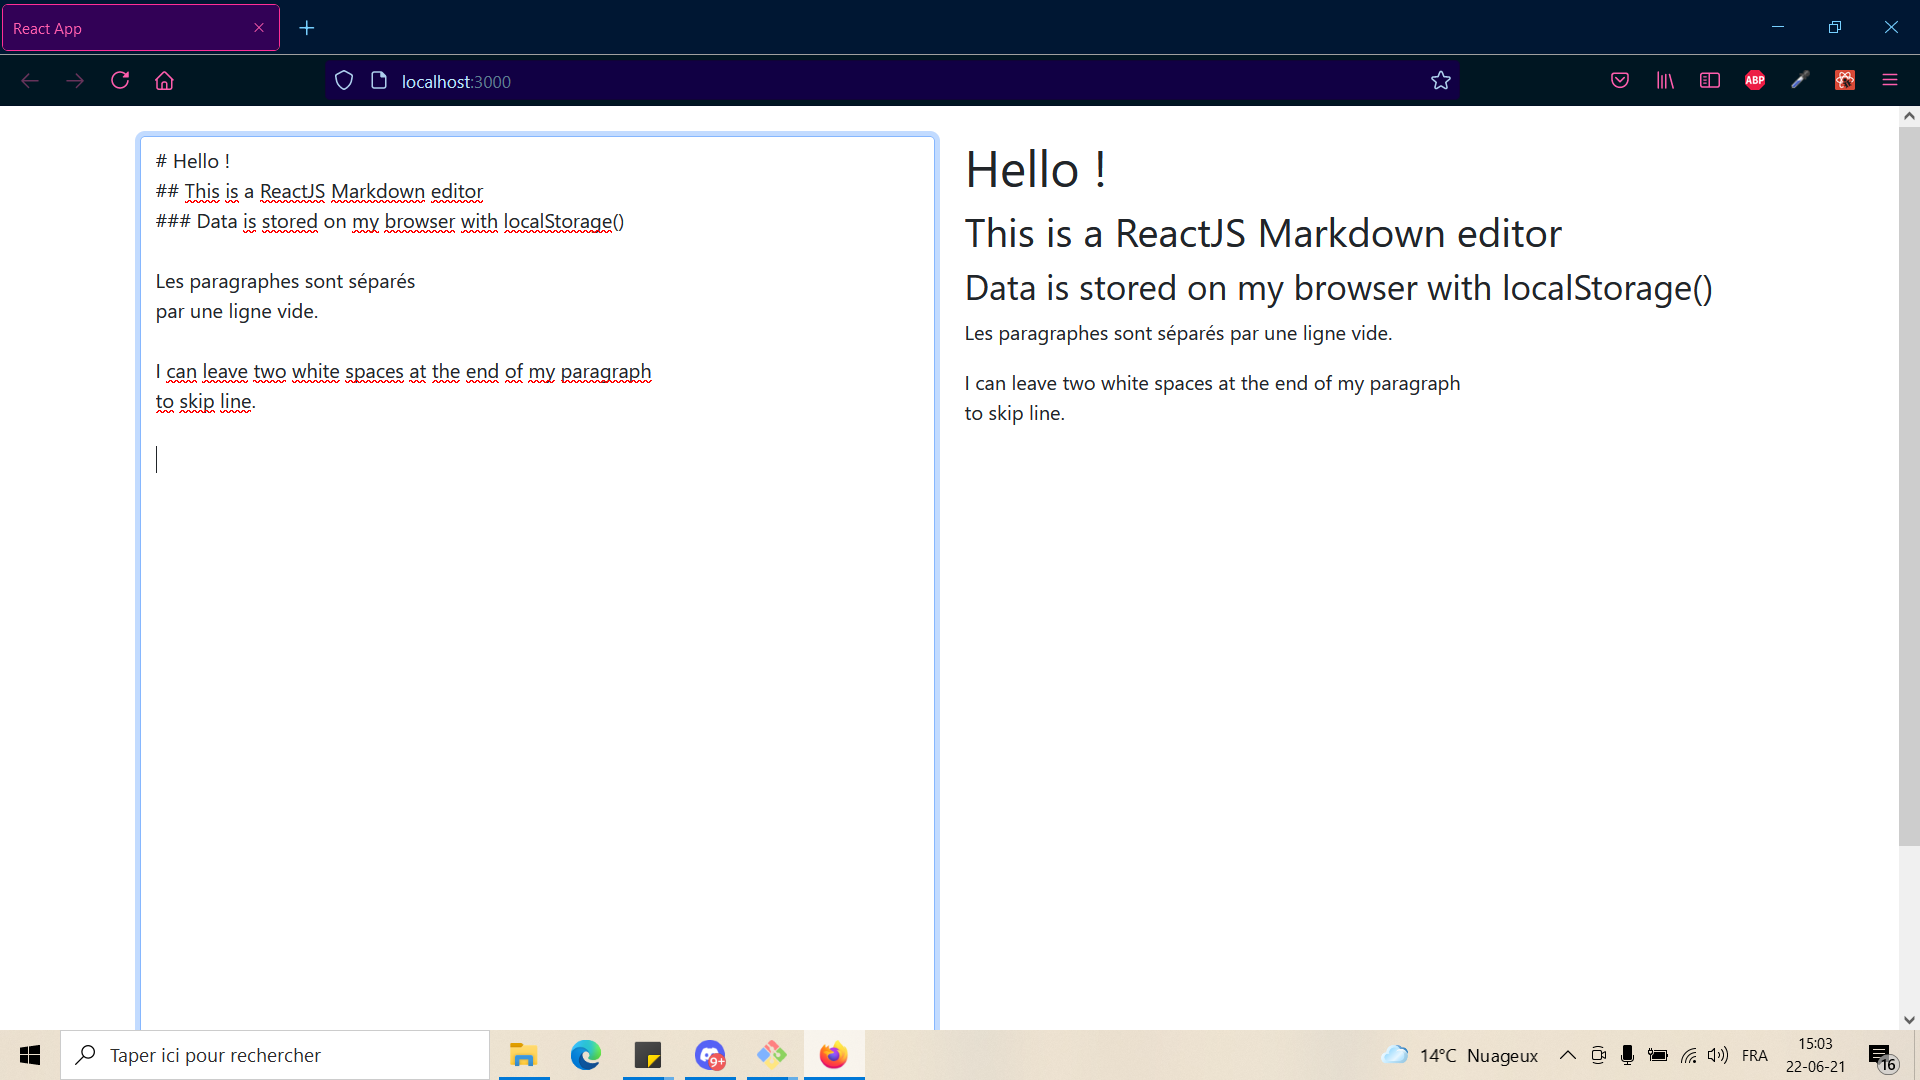 React App
localhost:3000
ABP
# Hello !
## This is a ReactJS Markdown editor
### Data is stored on my browser with localStorage()
Les paragraphes sont séparés
par une ligne vide.
I can leave two white spaces at the end of my paragraph
to skip line.
Hello !
This is a ReactJS Markdown editor
Data is stored on my browser with localStorage()
Les paragraphes sont séparés par une ligne vide.
I can leave two white spaces at the end of my paragraph
to skip line.
Taper ici pour rechercher
9+
14°C Nuageux
FRA
15:03
22-06-21
16